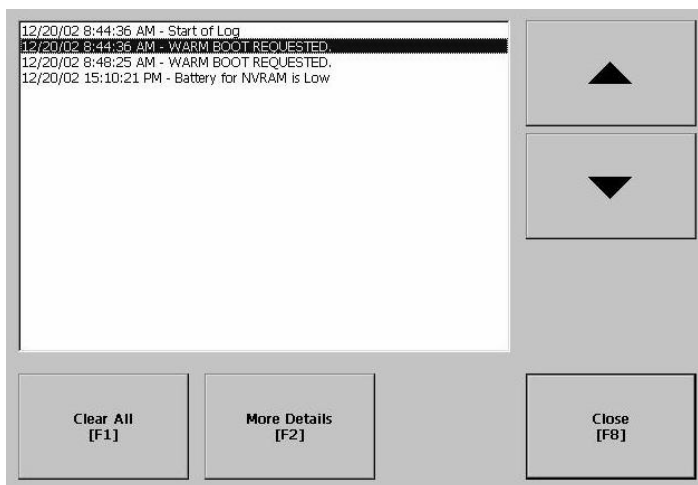 12/20/02 8:44:36 AM - Start of Log
12/20/02 8:44:36 AM - WARM BOOT REQUESTED.
12/20/02 8:48:25 AM - WARM BOOT REQUESTED.
12/20/02 15:10:21 PM - Battery for NVRAM is Low
Clear All
[F1]
More Details
[F2]
Close
[F8]